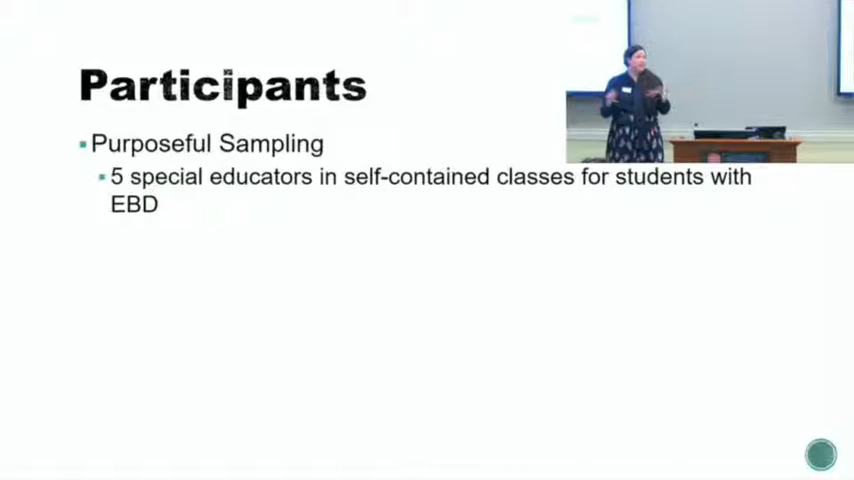 Participants
Purposeful Sampling
5 special educators in self-contained classes for students with
EBD